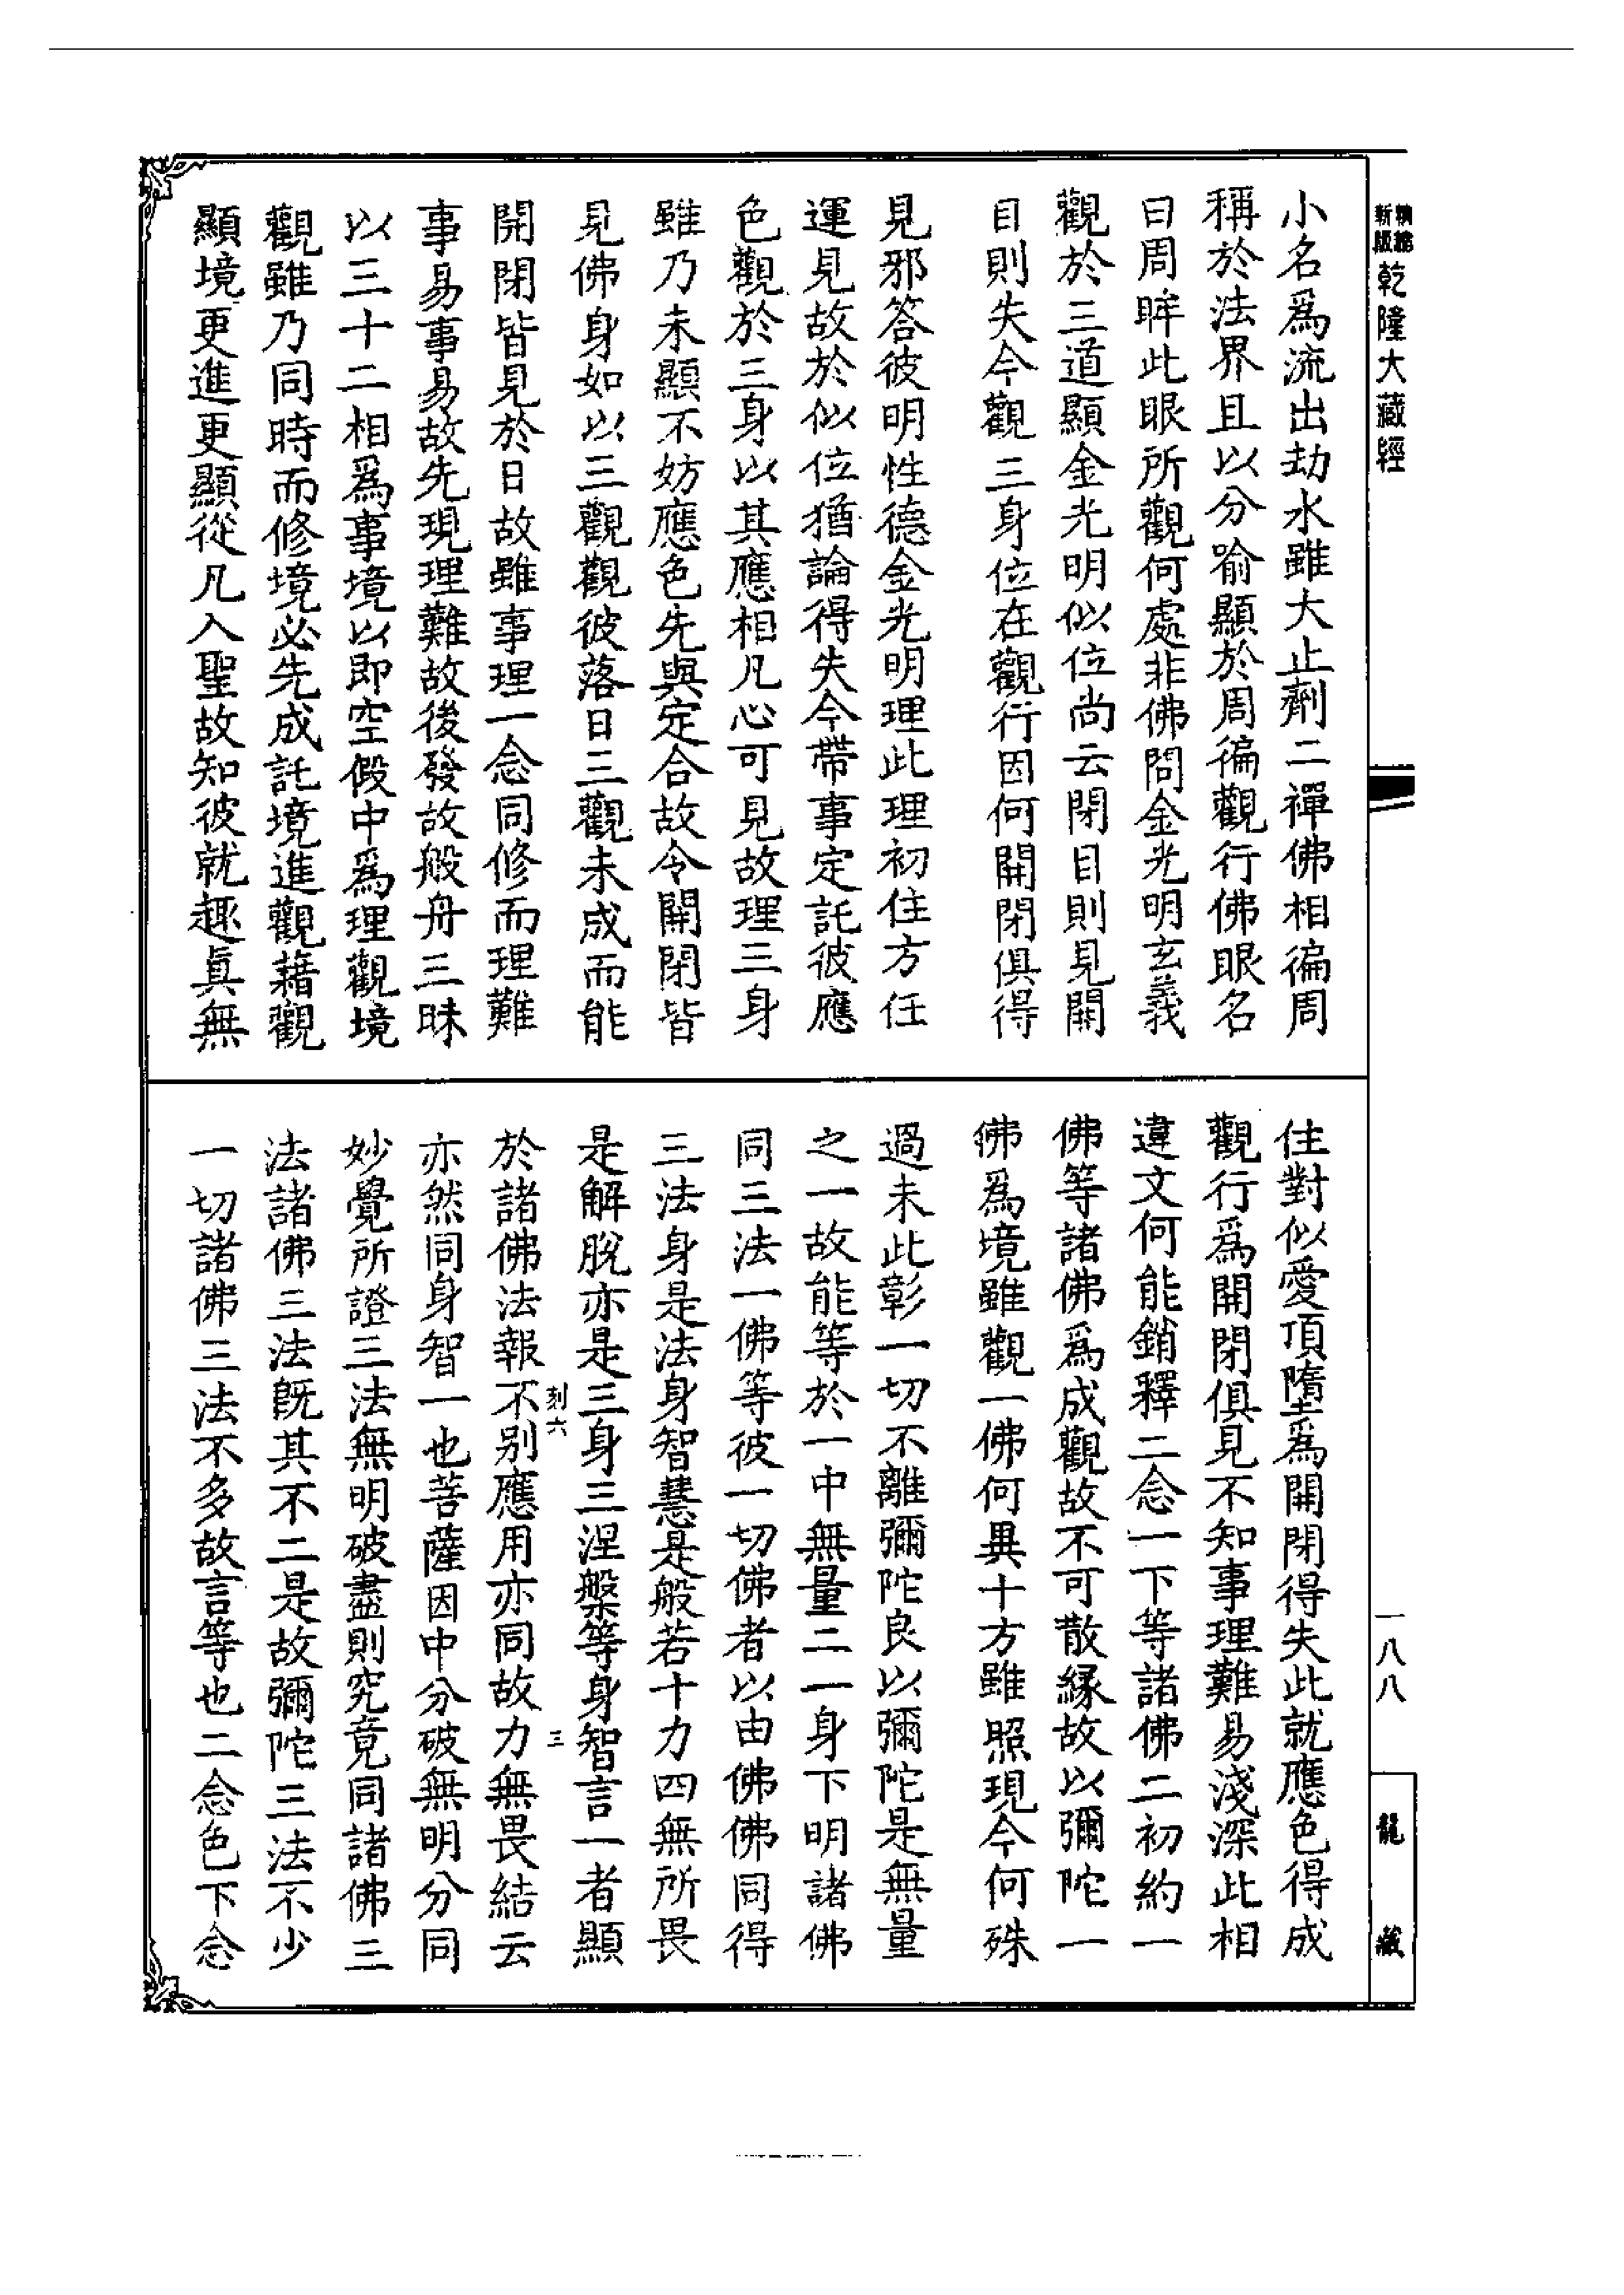 精繕新版乾隆大藏經
小名爲流出劫水雖大止劑二禪佛相徧周
稱於法界且以分喻顯於周徧觀行佛眼名
曰周眸此眼所觀何處非佛問金光明玄義
觀於三道顯金光明似位尚云閉目則見開
目則失今觀三身位在觀行因何開閉俱得
見邪答彼明性德金光明理此理初住方任
運見故於似位猶論得失今帶事定託彼應
色觀於三身以其應相凡心可見故理三身
雖乃未顯不妨應色先與定合故令開閉皆
見佛身如以三觀觀彼落日三觀未成而能
開閉皆見於日故雖事理一念同修而理難
事易事易故先現理難故後發故般舟三昧
以三十二相爲事境以即空假中爲理觀境
觀雖乃同時而修境必先成託境進觀藉觀
顯境更進更顯從凡入聖故知彼就趣真無
住對似愛頂墮爲開閉得失此就應色得成
觀行爲開閉俱見不知事理難易淺深此相
違文何能銷釋二念一下等諸佛二初約一
佛等諸佛爲成觀故不可散緣故以彌陀一
佛爲境雖觀一佛何異十方雖照現今何殊
過未此彰一切不離彌陀良以彌陀是無量
之一故能等於一中無量二一身下明諸佛
同三法一佛等彼一切佛者以由佛佛同得
三法身是法身智慧是般若十力四無所畏
是解脫亦是三身三涅槃等身智言一者顯
於諸佛法報不別應用亦同故力無畏結云
亦然同身智一也菩薩因中分破無明分同
妙覺所證三法無明破盡則究竟同諸佛三
法諸佛三法既其不二是故彌陀三法不少
一切諸佛三法不多故言等也二念色下念
刻六
三
一八八
龍藏